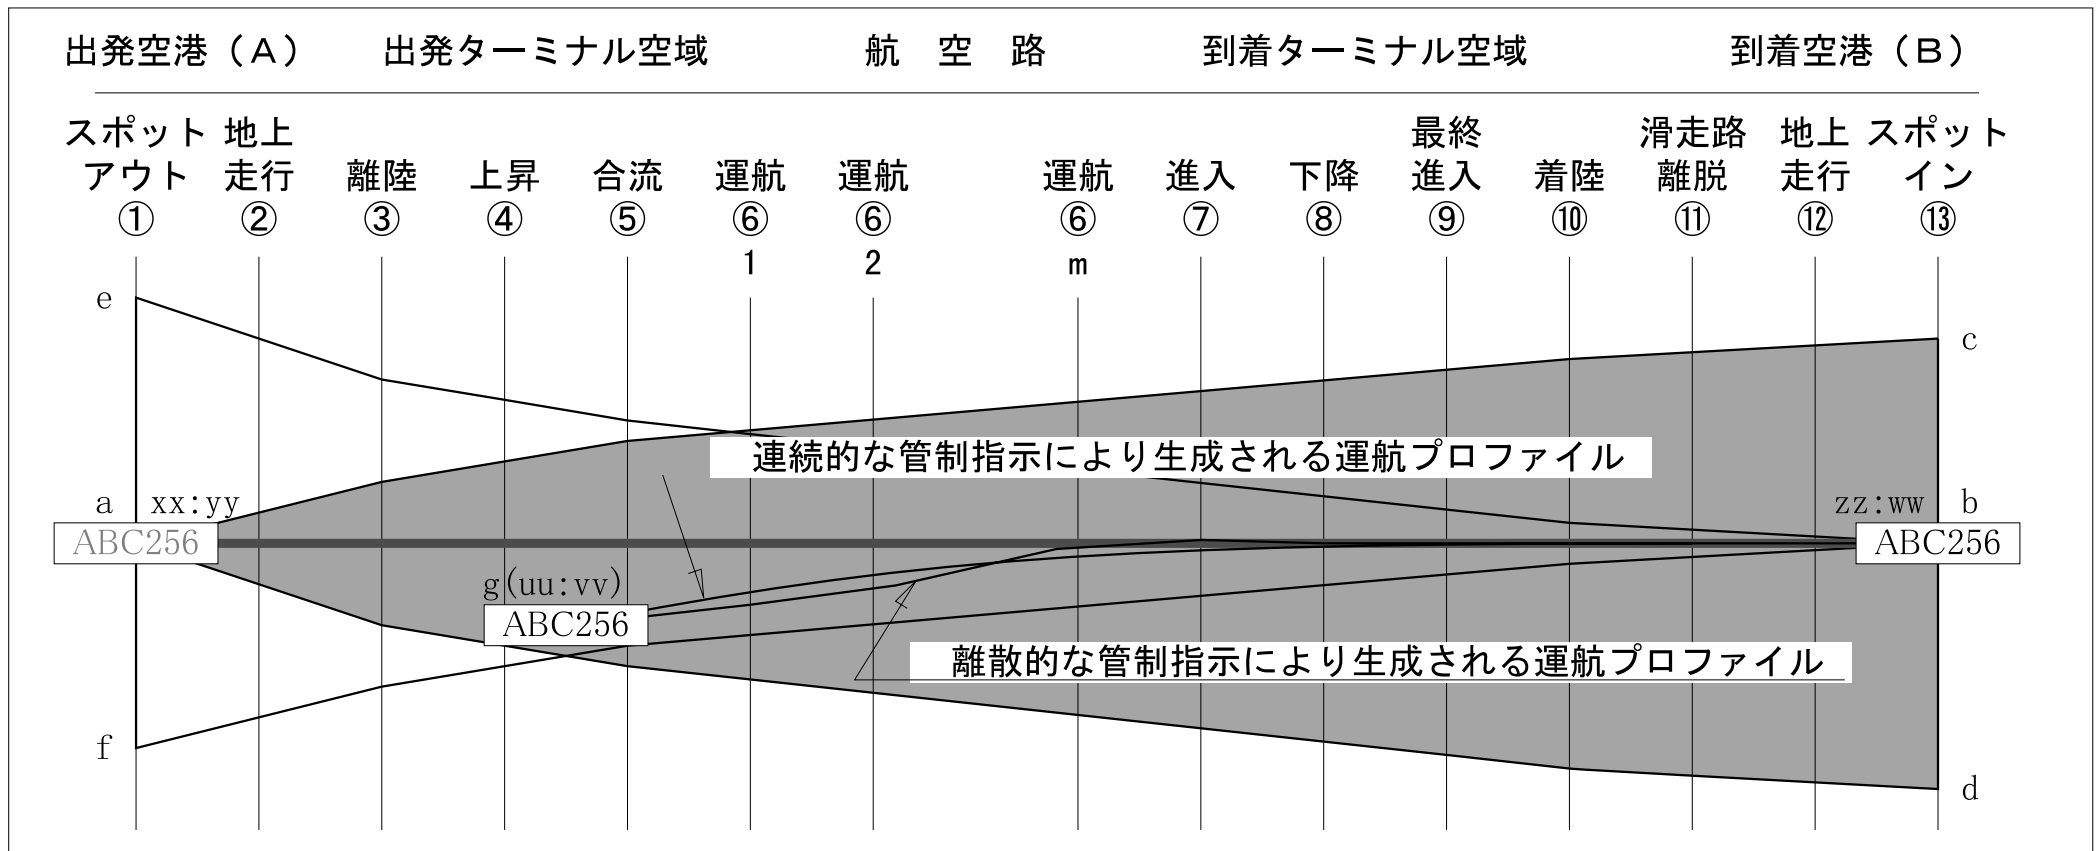 出発空港（Ａ） 出発ターミナル空域 航 空 路 到着ターミナル空域 到着空港（Ｂ）
スポット 地上 最終 滑走路 地上 スポット
アウト 走行 離陸 上昇 合流 運航 運航 運航 進入 下降 進入 着陸 離脱 走行 イン
① ② ③ ④ ⑤ ⑥ ⑥ ⑥ ⑦ ⑧ ⑨ ⑩ ⑪ ⑫ ⑬
1 2 m
e
c
連続的な管制指示により生成される運航プロファイル
a xx:yy zz:ww b
ABC256 ABC256
g(uu:vv)
ABC256
離散的な管制指示により生成される運航プロファイル
f
d